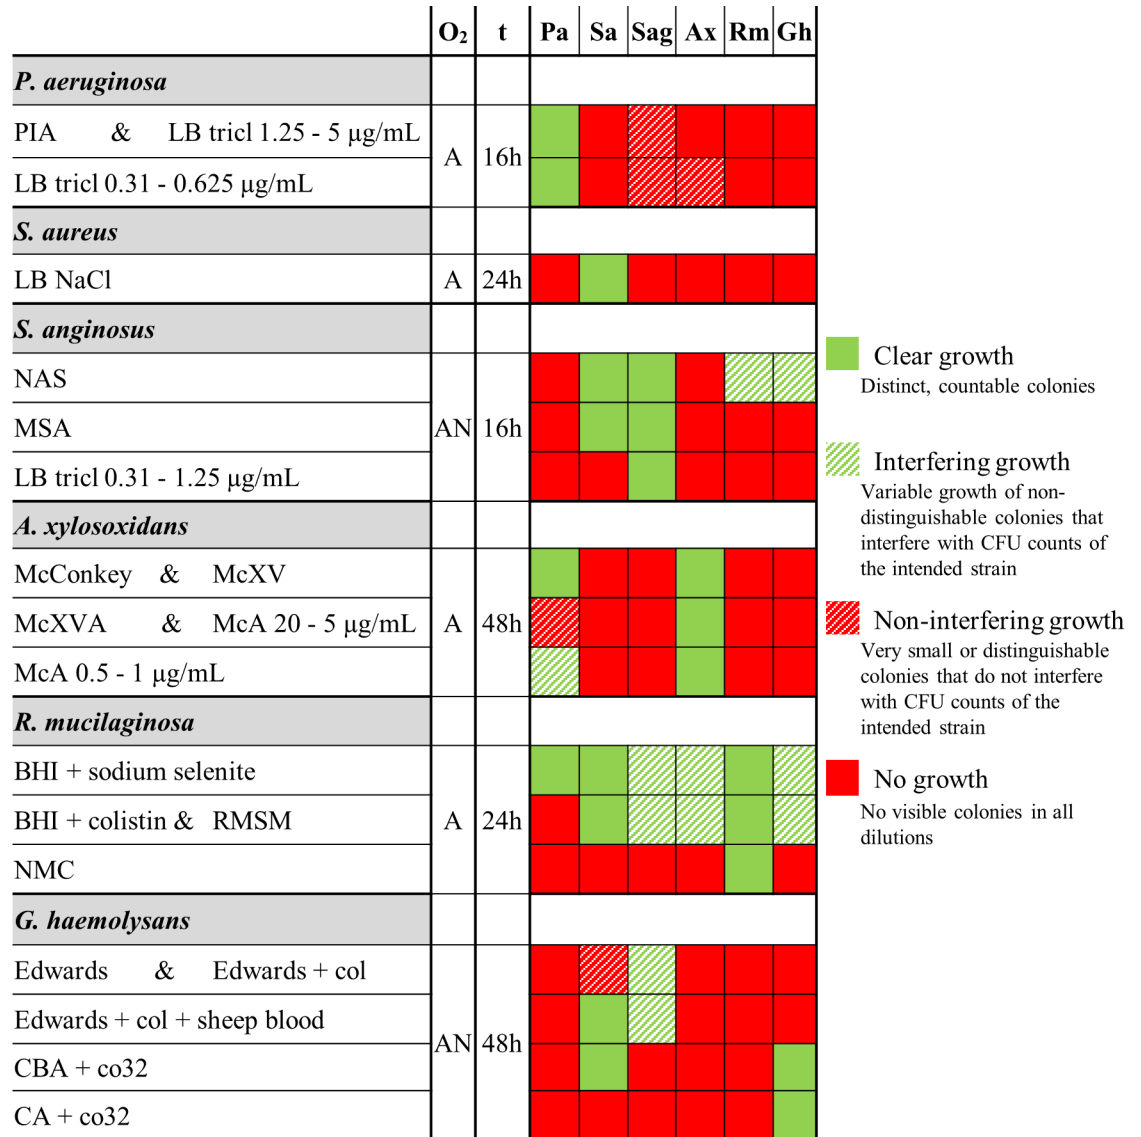 O₂ t Pa Sa Sag Ax Rm Gh
P. aeruginosa
PIA & LB tricl 1.25 - 5 μg/mL
A 16h
LB tricl 0.31 - 0.625 μg/mL
S. aureus
LB NaCl A 24h
S. anginosus
NAS
MSA AN 16h
LB tricl 0.31 - 1.25 μg/mL
A. xylosoxidans
McConkey & McXV
McXVA & McA 20 - 5 μg/mL A 48h
McA 0.5 - 1 μg/mL
R. mucilaginosa
BHI + sodium selenite
BHI + colistin & RMSM A 24h
NMC
G. haemolysans
Edwards & Edwards + col
Edwards + col + sheep blood
AN 48h
CBA + co32
CA + co32
Clear growth
Distinct, countable colonies
Interfering growth
Variable growth of non-
distinguishable colonies that
interfere with CFU counts of
the intended strain
Non-interfering growth
Very small or distinguishable
colonies that do not interfere
with CFU counts of the
intended strain
No growth
No visible colonies in all
dilutions